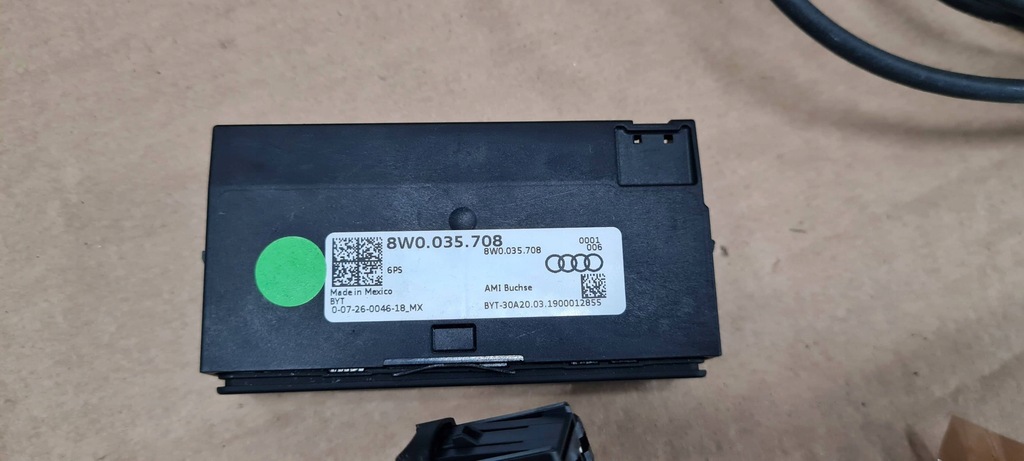 8W0.035.708
0001
006
8W0.035.708
6PS
AMI Buchse
Made in Mexico
BYT
0-07-26-0046-18_MX
BYT-30A20.03.1900012855